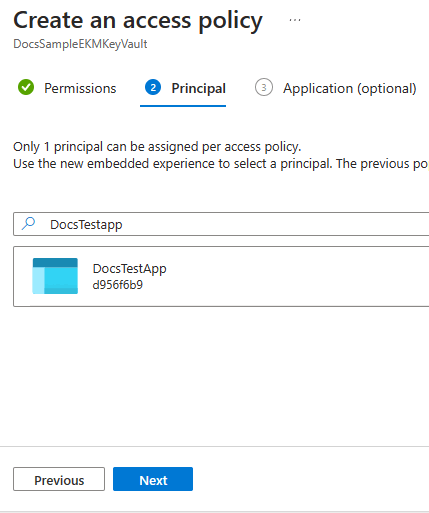 Create an access policy ...
DocsSampleEKMKeyVault
Permissions 2 Principal 3 Application (optional)
Only 1 principal can be assigned per access policy.
Use the new embedded experience to select a principal. The previous po
DocsTestapp
DocsTestApp
d956f6b9
Previous Next